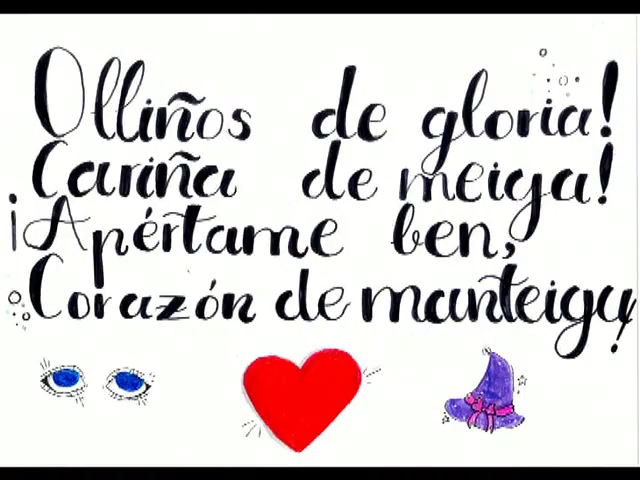 Olliños de gloria!
Cariña de meiga!
¡Apértame ben,
Corazón de manteiga!